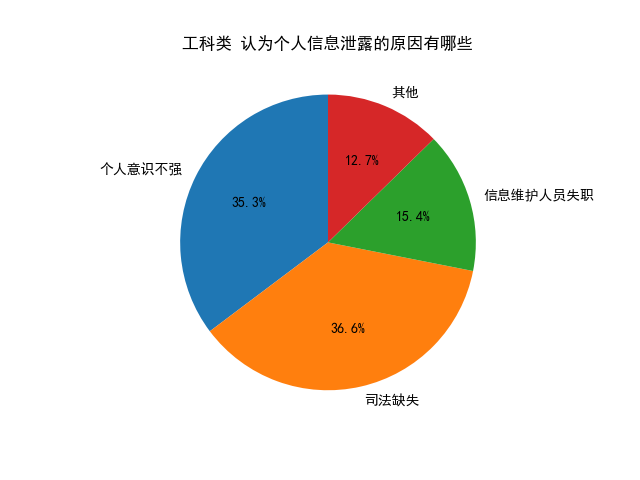 工科类 认为个人信息泄露的原因有哪些
其他
12.7%
个人意识不强
35.3%
信息维护人员失职
15.4%
36.6%
司法缺失